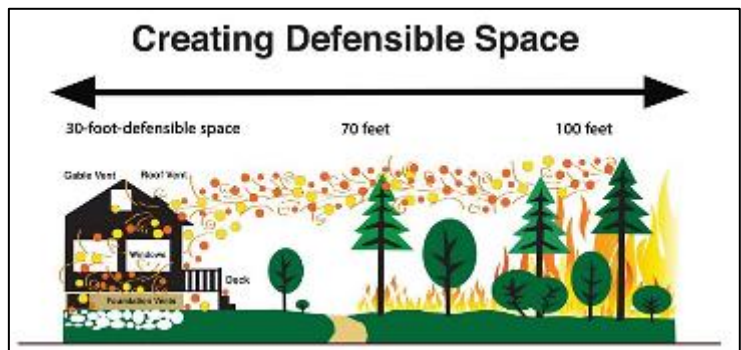 Creating Defensible Space
30-foot-defensible space 70 feet 100 feet
Gable Vent Roof Vent
Windows
Deck
Foundation Vents